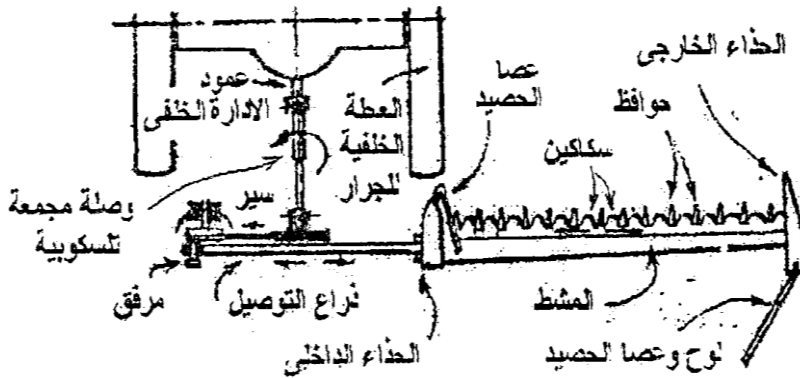 الحذاء الخارجى
عصا
الحصيد
حوافظ
سكاكين
عمود
الادارة الخلفى
العطة
الخلفية
للجرار
سير
وصلة مجمعة
تلسكوبية
مرفق
ذراع التوصيل
الحذاء الداخلى
المشط
لوح وعصا الحصيد